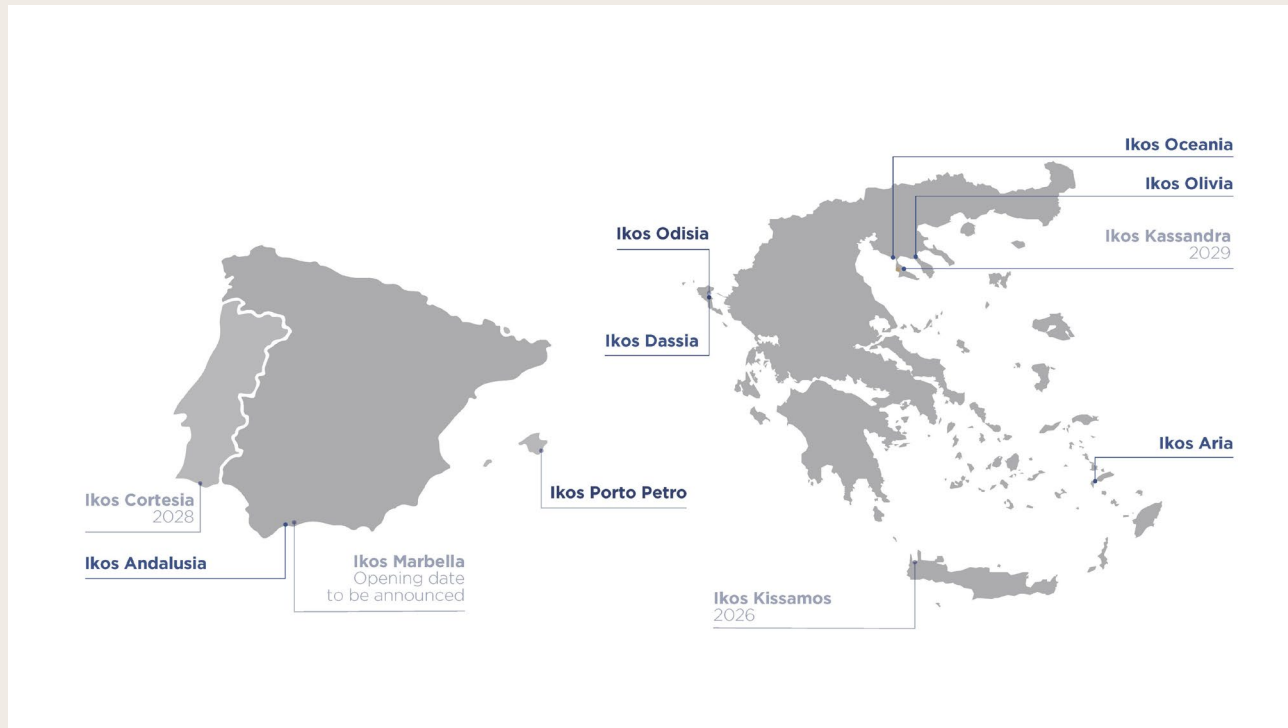 Ikos Oceania
Ikos Olivia
Ikos Kassandra
2029
Ikos Odisia
Ikos Dassia
Ikos Aria
Ikos Porto Petro
Ikos Cortesia
2028
Ikos Andalusia
Ikos Marbella
Opening date
to be announced
Ikos Kissamos
2026